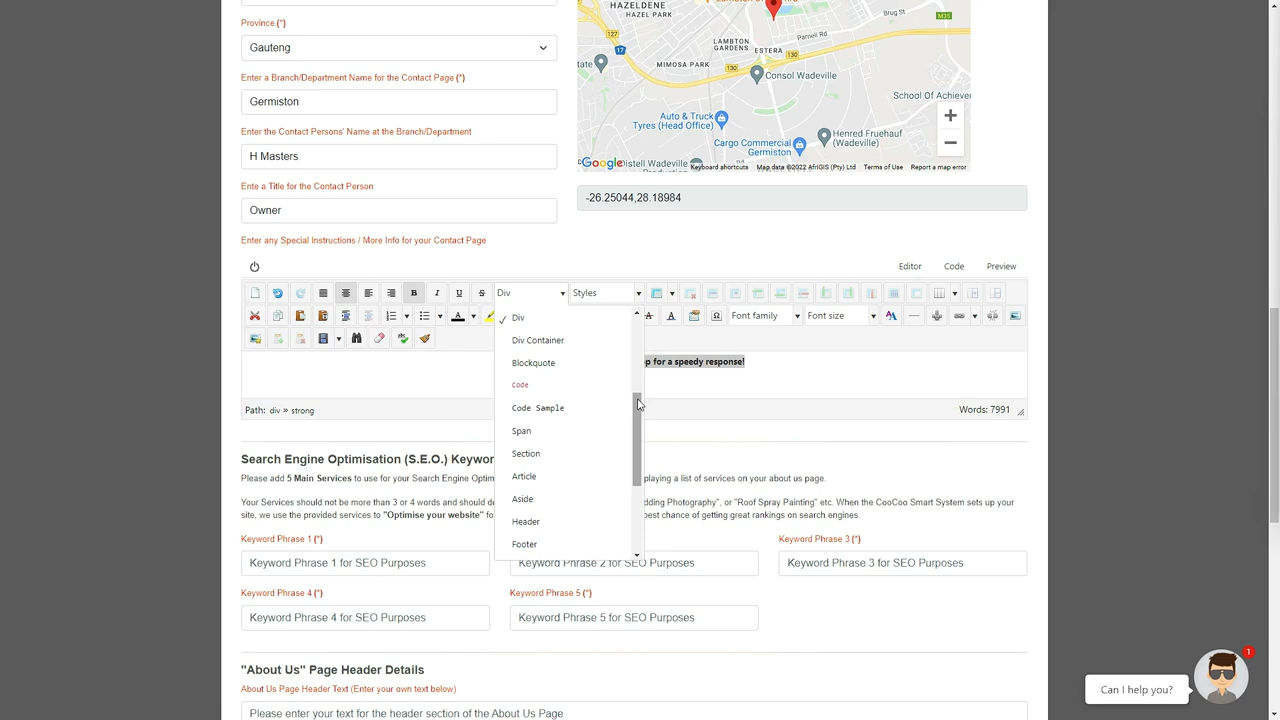 HAZELDENE
HAZEL PARK
Brug St
M35
Province (*)
Parnell Rd
127
LAMBTON
GARDENS
ESTERA
130
Gauteng
17
MIMOSA PARK
130
Consol Wadeville
Enter a Branch/Department Name for the Contact Page (*)
School Of Achiever
Germiston
Auto & Truck
Tyres (Head Office)
Enter the Contact Persons' Name at the Branch/Department
Henred Fruehauf
(Wadeville)
Cargo Commercial
Germiston
H Masters
Google
Distell Wadeville
Keyboard shortcuts
Map data ©2022 AfriGIS (Pty) Ltd
Terms of Use
Report a map error
Ente a Title for the Contact Person
-26.25044,28.18984
Owner
Enter any Special Instructions / More Info for your Contact Page
Editor
Code
Preview
B I U S
Div
Styles
Font family
Font size
Div
Div Container
Blockquote
p for a speedy response!
Code
Code Sample
Path: div » strong
Words: 7991
Span
Section
Article
Aside
Header
Footer
Search Engine Optimisation (S.E.O.) Keywor
Please add 5 Main Services to use for your Search Engine Optim
playing a list of services on your about us page.
Your Services should not be more than 3 or 4 words and should de
dding Photography", or "Roof Spray Painting" etc. When the CooCoo Smart System sets up your
site, we use the provided services to "Optimise your website" fo
best chance of getting great rankings on search engines.
Keyword Phrase 1 (*)
Keyword Phrase 3 (*)
Keyword Phrase 1 for SEO Purposes
Keyword Phrase 2 for SEO Purposes
Keyword Phrase 3 for SEO Purposes
Keyword Phrase 4 (*)
Keyword Phrase 5 (*)
Keyword Phrase 4 for SEO Purposes
Keyword Phrase 5 for SEO Purposes
"About Us" Page Header Details
About Us Page Header Text (Enter your own text below)
Please enter your text for the header section of the About Us Page
Can I help you?
1